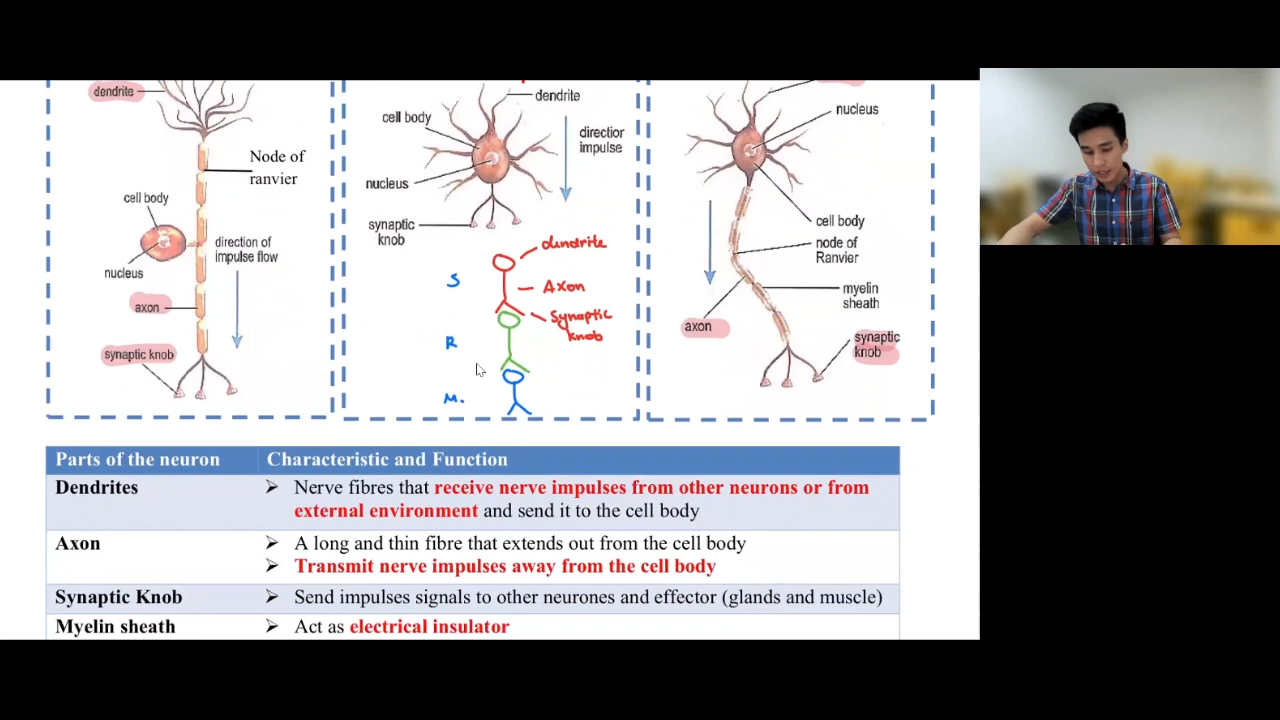 dendrite
Node of
ranvier
cell body
nucleus
direction of
impulse flow
axon
synaptic knob
dendrite
cell body
direction
impulse
nucleus
synaptic
knob
dendrite
S
Axon
Synaptic
knob
R
M.
nucleus
cell body
node of
Ranvier
myelin
sheath
axon
synaptic
knob
Parts of the neuron Characteristic and Function
Dendrites ➢ Nerve fibres that receive nerve impulses from other neurons or from
external environment and send it to the cell body
Axon ➢ A long and thin fibre that extends out from the cell body
➢ Transmit nerve impulses away from the cell body
Synaptic Knob ➢ Send impulses signals to other neurones and effector (glands and muscle)
Myelin sheath ➢ Act as electrical insulator